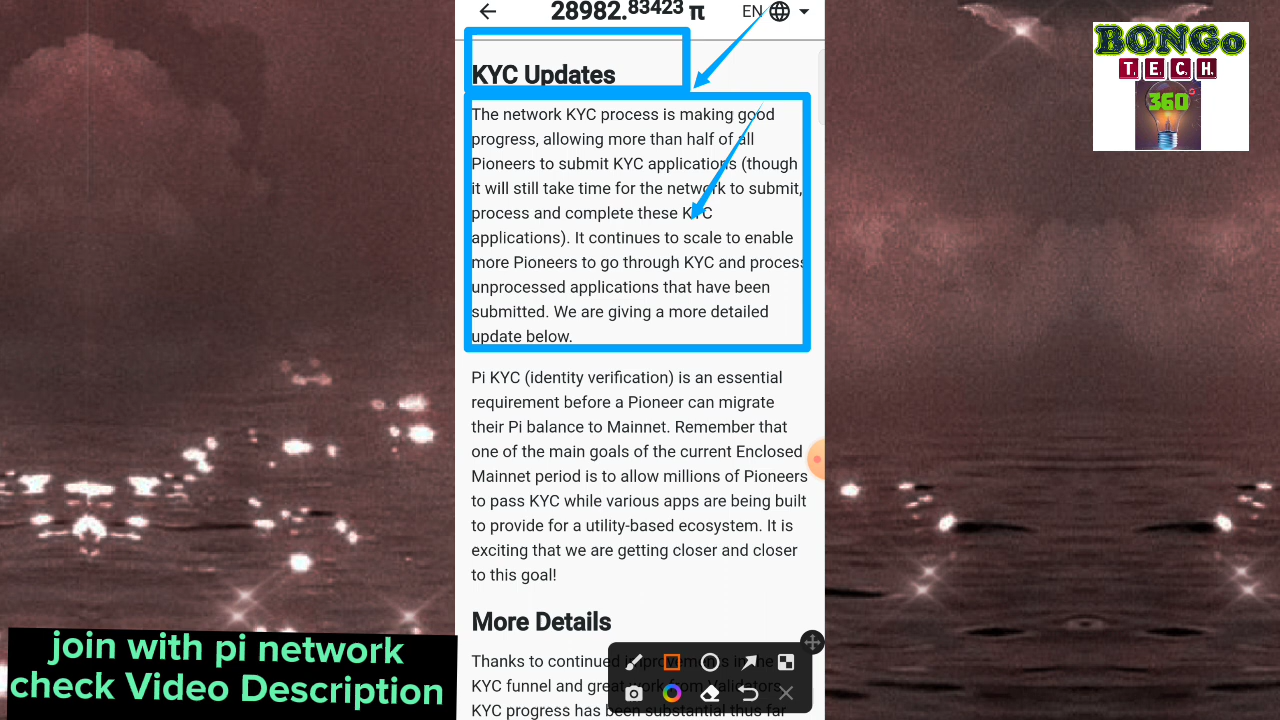 28982.83423 π
EN
BONGo
TECH
360°
KYC Updates
The network KYC process is making good
progress, allowing more than half of all
Pioneers to submit KYC applications (though
it will still take time for the network to submit,
process and complete these KYC
applications). It continues to scale to enable
more Pioneers to go through KYC and process
unprocessed applications that have been
submitted. We are giving a more detailed
update below.
Pi KYC (identity verification) is an essential
requirement before a Pioneer can migrate
their Pi balance to Mainnet. Remember that
one of the main goals of the current Enclosed
Mainnet period is to allow millions of Pioneers
to pass KYC while various apps are being built
to provide for a utility-based ecosystem. It is
exciting that we are getting closer and closer
to this goal!
More Details
Thanks to continued improvements in the
KYC funnel and great work from Validators,
KYC progress has been substantial thus far
join with pi network
check Video Description